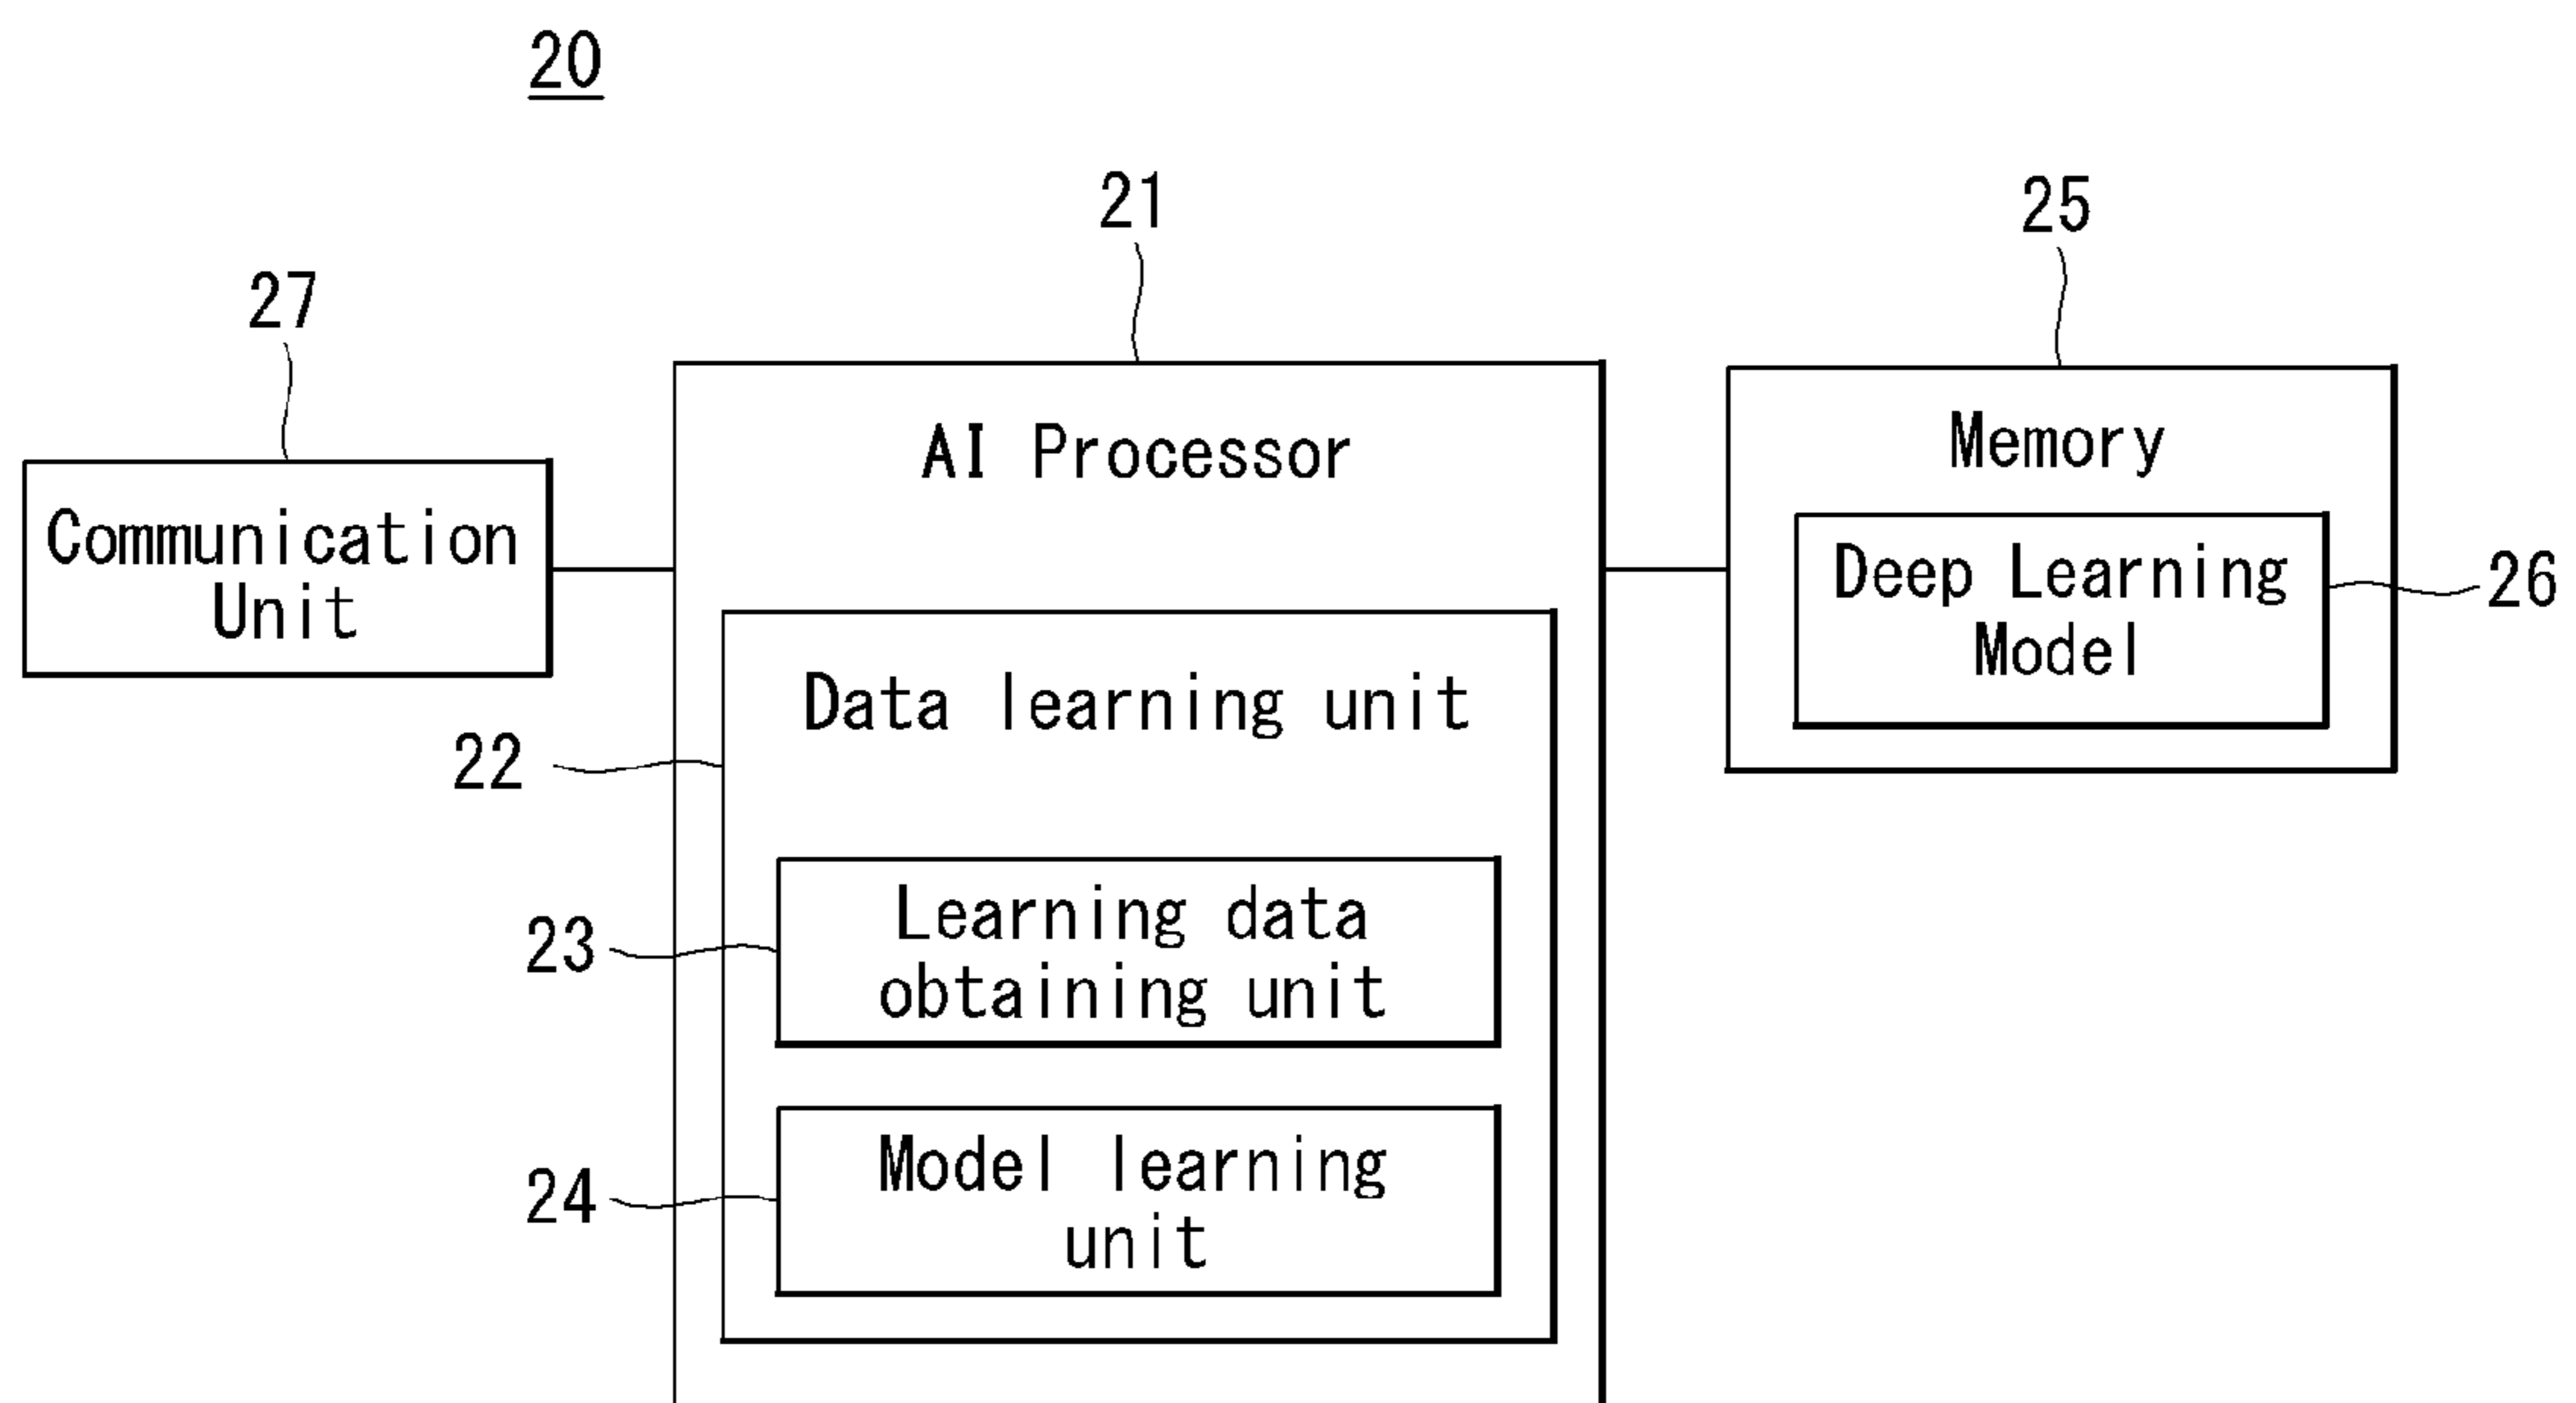 20
21
25
27
AI Processor
Memory
Communication
Unit
Deep Learning
Model
26
Data learning unit
22
Learning data
obtaining unit
23
Model learning
unit
24